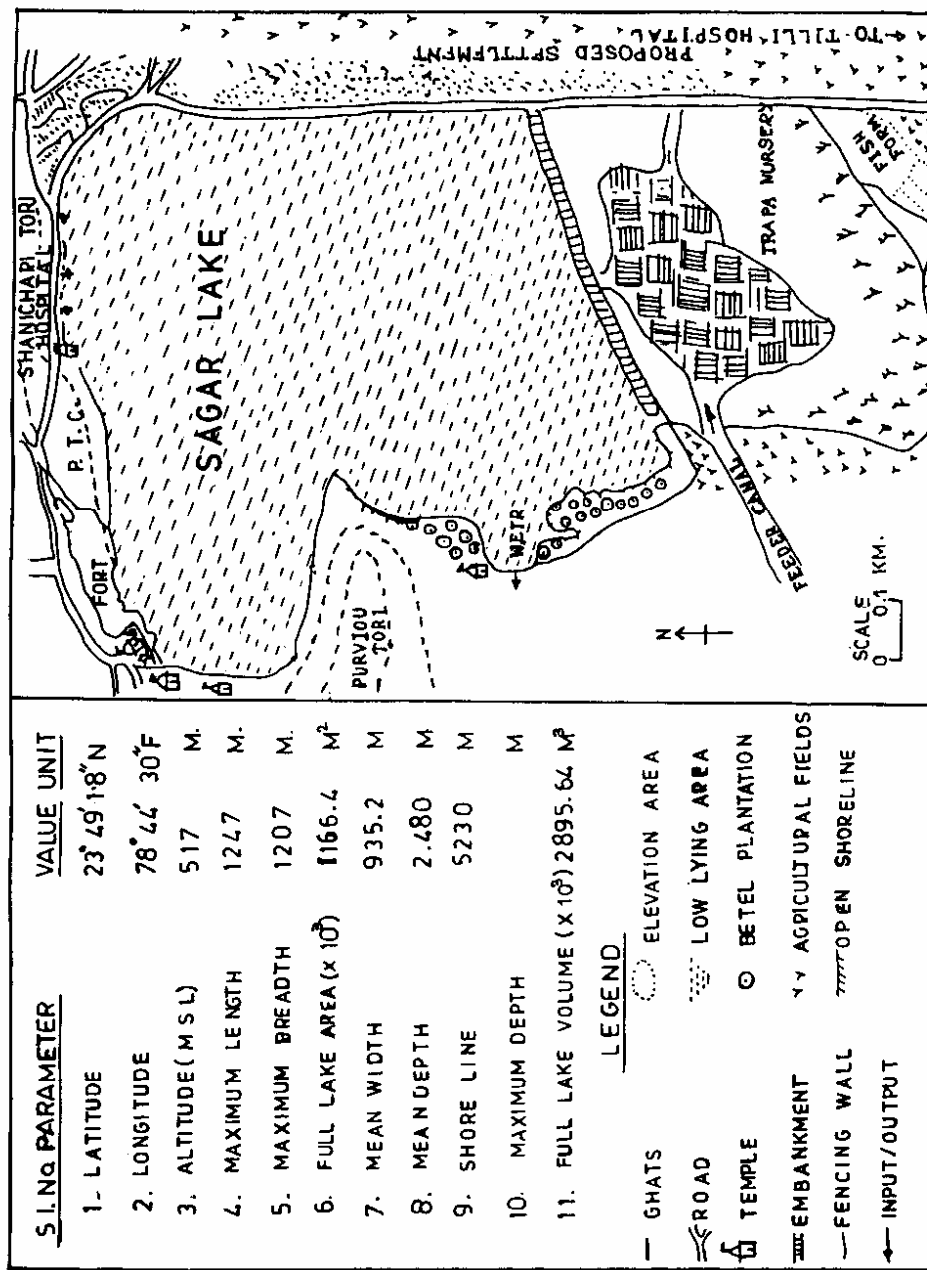 S I. No PARAMETER VALUE UNIT
1. LATITUDE 23° 49' 1·8" N
2. LONGITUDE 78° 44' 30" F
3. ALTITUDE ( M S L ) 517 M.
4. MAXIMUM LENGTH 1247 M.
5. MAXIMUM BREADTH 1207 M.
6. FULL LAKE AREA (x 10³) 1166.4 M²
7. MEAN WIDTH 935.2 M
8. MEAN DEPTH 2.480 M
9. SHORE LINE 5230 M
10. MAXIMUM DEPTH M
11. FULL LAKE VOLUME ( X 10³) 2895.64 M³
LEGEND
GHATS ELEVATION AREA
ROAD LOW LYING AREA
TEMPLE BETEL PLANTATION
EMBANKMENT AGRICULTURAL FIELDS
FENCING WALL OPEN SHORELINE
INPUT/OUTPUT
SHANICHARI TORI
HOSPITAL
P. T. C.
FORT
SAGAR LAKE
PURVIOU
TORI
WEIR
N
SCALE
0 0.1 KM.
FEEDER CANAL
TRAPA NURSERY
FISH
FORM
PROPOSED SETTLEMENT
TO TILLI HOSPITAL